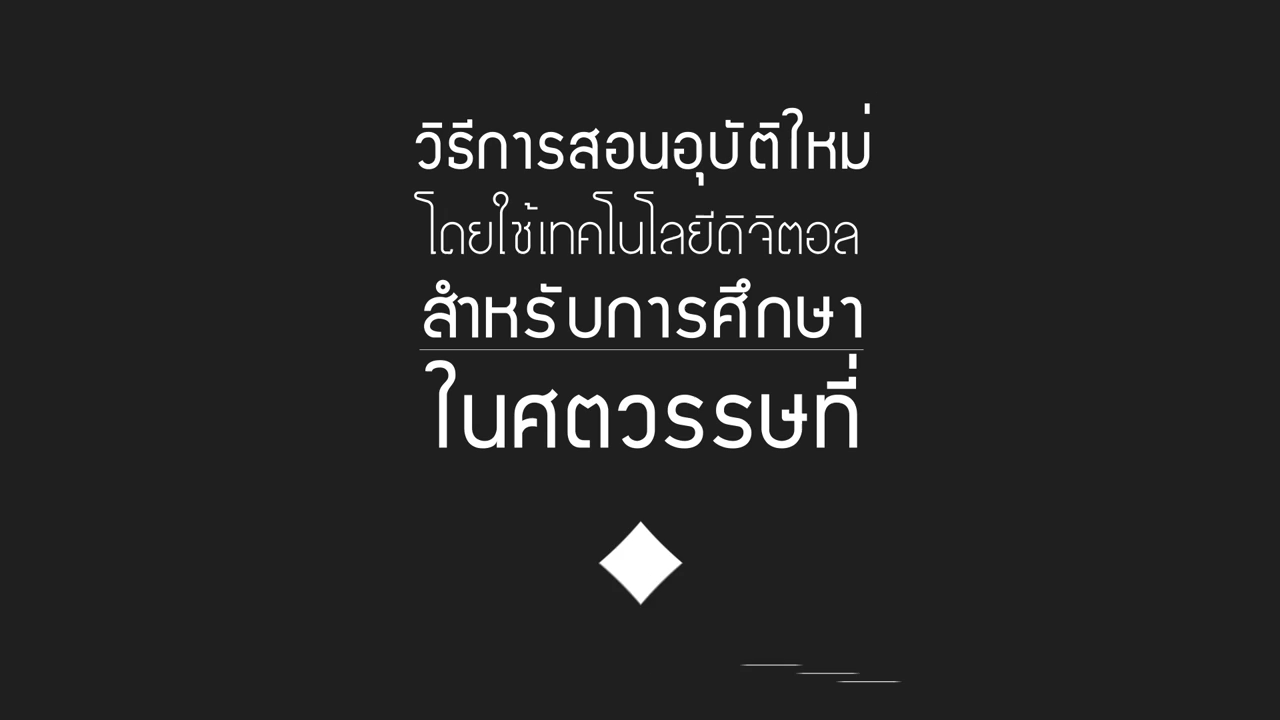 วิธีการสอนอุบัติใหม่
โดยใช้เทคโนโลยีดิจิตอล
สำหรับการศึกษา
ในศตวรรษที่